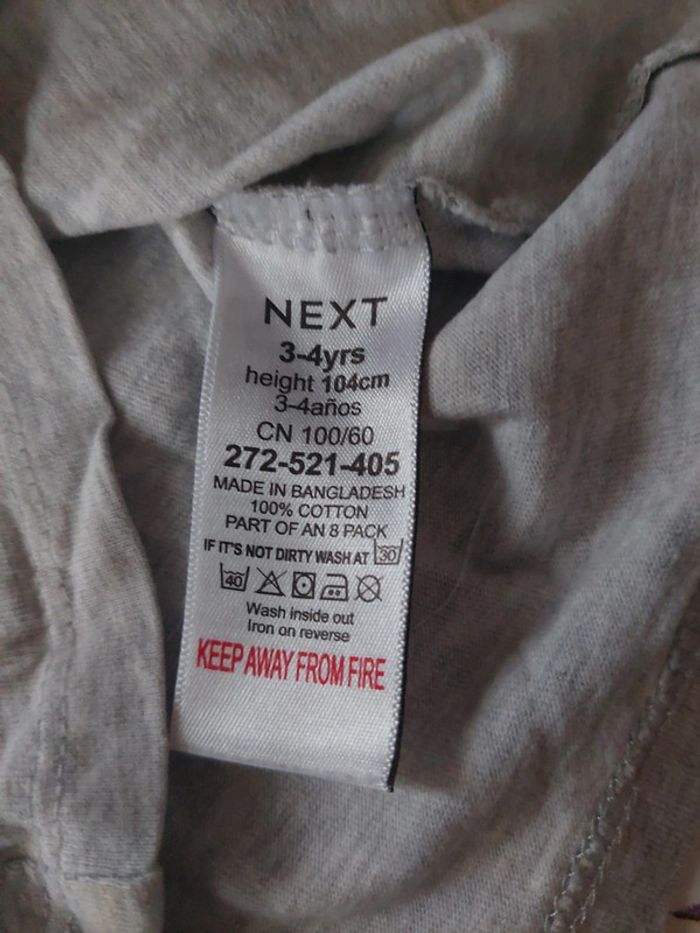 NEXT
3-4yrs
height 104cm
3-4años
CN 100/60
272-521-405
MADE IN BANGLADESH
100% COTTON
PART OF AN 8 PACK
IF IT'S NOT DIRTY WASH AT 30
40
Wash inside out
Iron on reverse
KEEP AWAY FROM FIRE